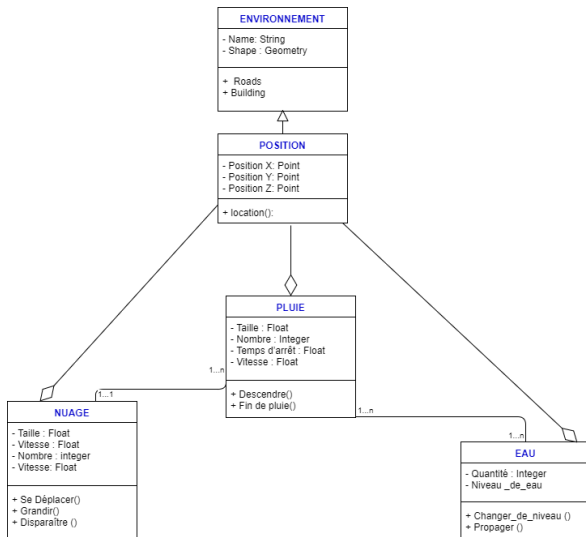 ENVIRONNEMENT
- Name: String
- Shape : Geometry
+ Roads
+ Building
POSITION
- Position X: Point
- Position Y: Point
- Position Z: Point
+ location():
PLUIE
- Taille : Float
- Nombre : Integer
- Temps d'arrêt : Float
- Vitesse : Float
+ Descendre()
+ Fin de pluie()
1...n
1...1
1...n
1...n
NUAGE
- Taille : Float
- Vitesse : Float
- Nombre : integer
- Vitesse: Float
+ Se Déplacer()
+ Grandir()
+ Disparaître ()
EAU
- Quantité : Integer
- Niveau _de_eau
+ Changer_de_niveau ()
+ Propager ()